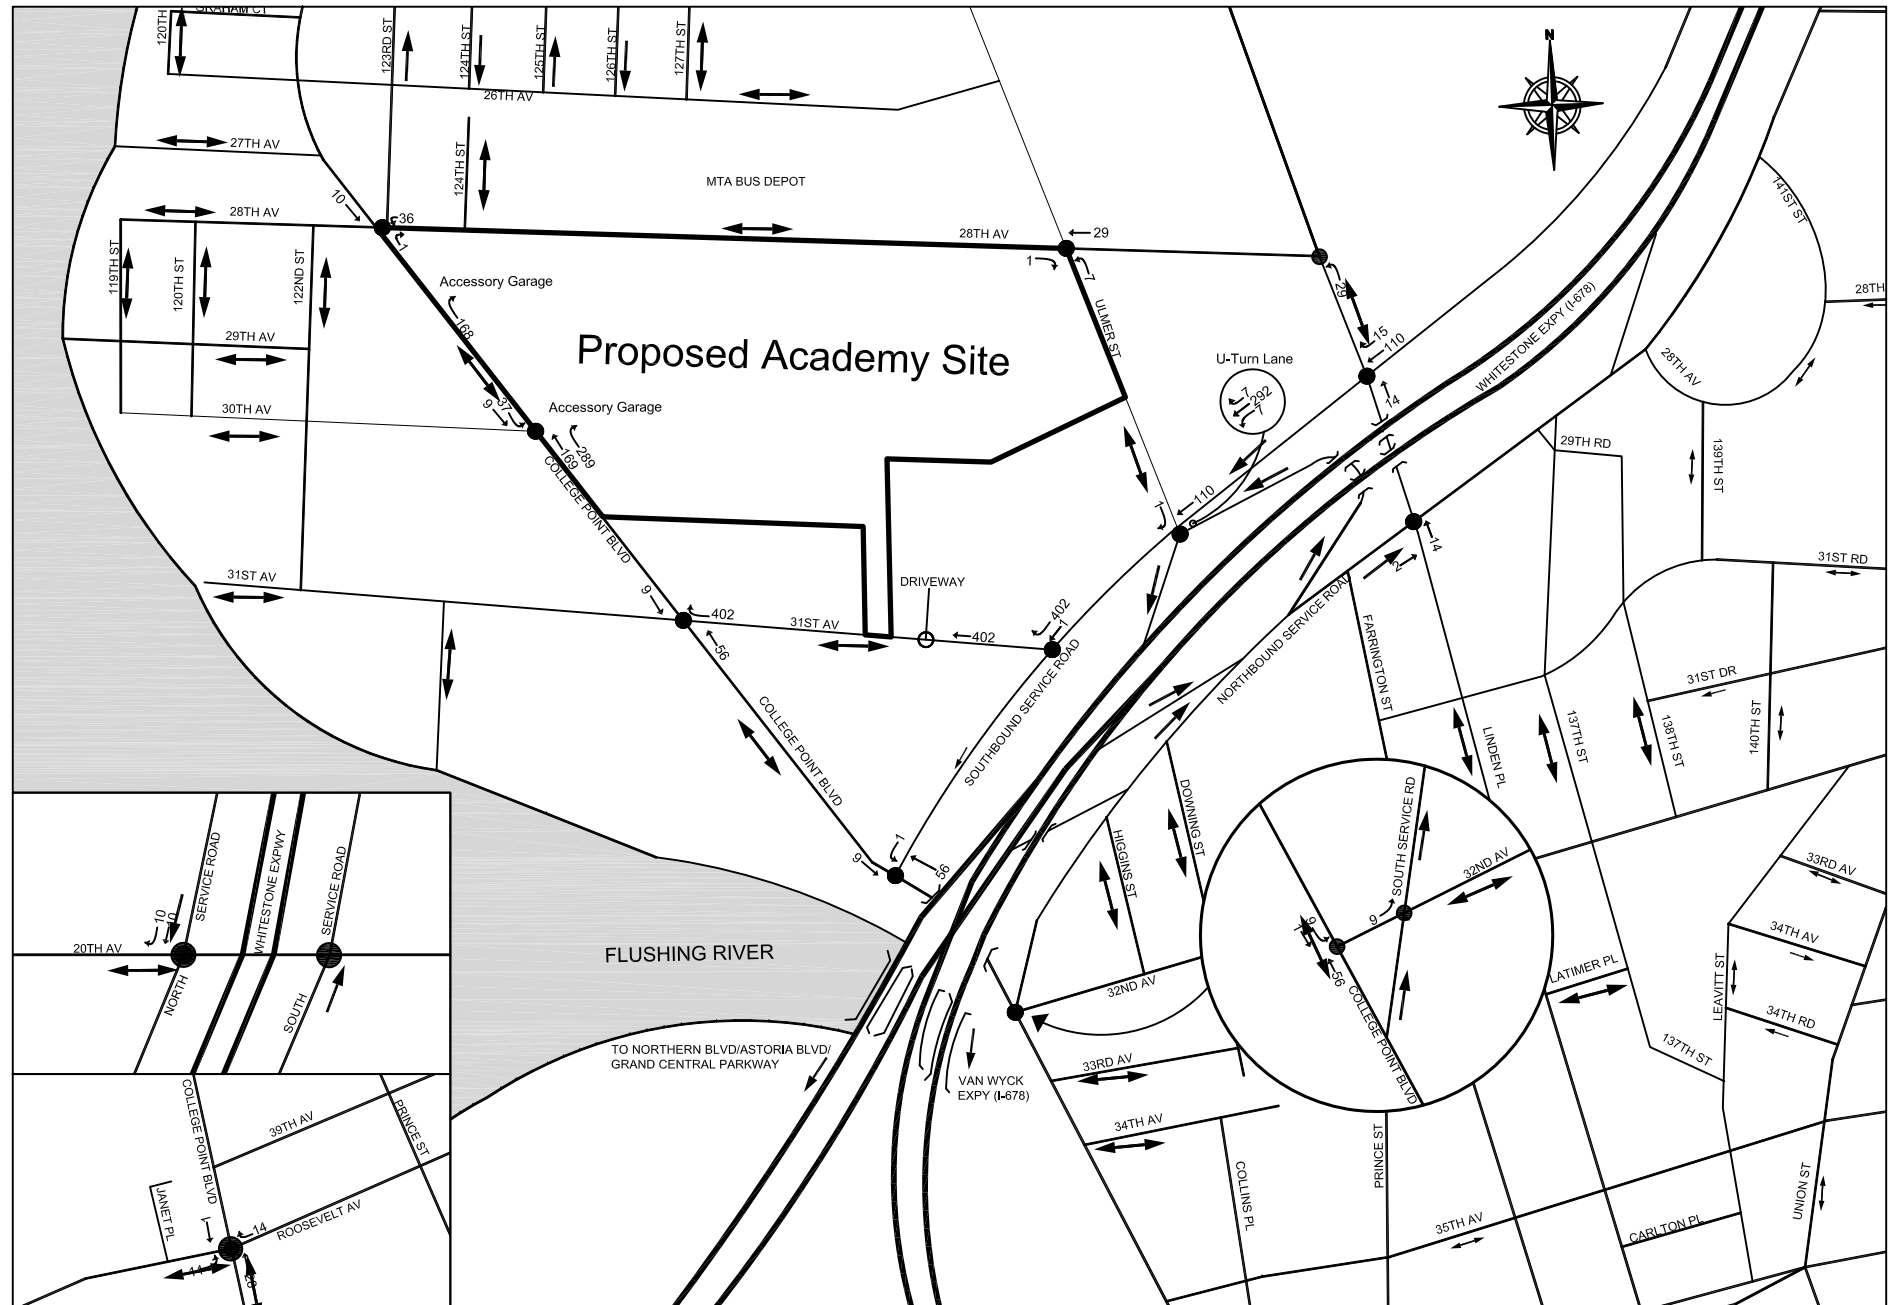 GRAHAM CT
120TH
123RD ST
124TH ST
125TH ST
126TH ST
127TH ST
26TH AV
N
27TH AV
124TH ST
MTA BUS DEPOT
141ST ST
10
36
1
28TH AV
28TH AV
29
1
7
29
119TH ST
120TH ST
122ND ST
Accessory Garage
168
ULMER ST
15
110
WHITESTONE EXPY (I-678)
28TH
29TH AV
Proposed Academy Site
U-Turn Lane
7
292
7
14
28TH AV
30TH AV
9
37
Accessory Garage
169
289
COLLEGE POINT BLVD
29TH RD
139TH ST
1
110
14
2
31ST RD
31ST AV
9
402
56
31ST AV
DRIVEWAY
402
402
1
NORTHBOUND SERVICE ROAD
FARRINGTON ST
31ST DR
SOUTHBOUND SERVICE ROAD
COLLEGE POINT BLVD
LINDEN PL
137TH ST
138TH ST
140TH ST
DOWNING ST
HIGGINS ST
9
1
56
SOUTH SERVICE RD
32ND AV
9
9
1
56
COLLEGE POINT BLVD
33RD AV
34TH AV
LEAVITT ST
34TH RD
LATIMER PL
137TH ST
FLUSHING RIVER
32ND AV
TO NORTHERN BLVD/ASTORIA BLVD/
GRAND CENTRAL PARKWAY
VAN WYCK
EXPY (I-678)
33RD AV
34TH AV
COLLINS PL
PRINCE ST
35TH AV
CARLTON PL
UNION ST
20TH AV
10
10
SERVICE ROAD
NORTH
WHITESTONE EXPWY
SERVICE ROAD
SOUTH
COLLEGE POINT BLVD
39TH AV
PRINCE ST
JANET PL
1
14
ROOSEVELT AV